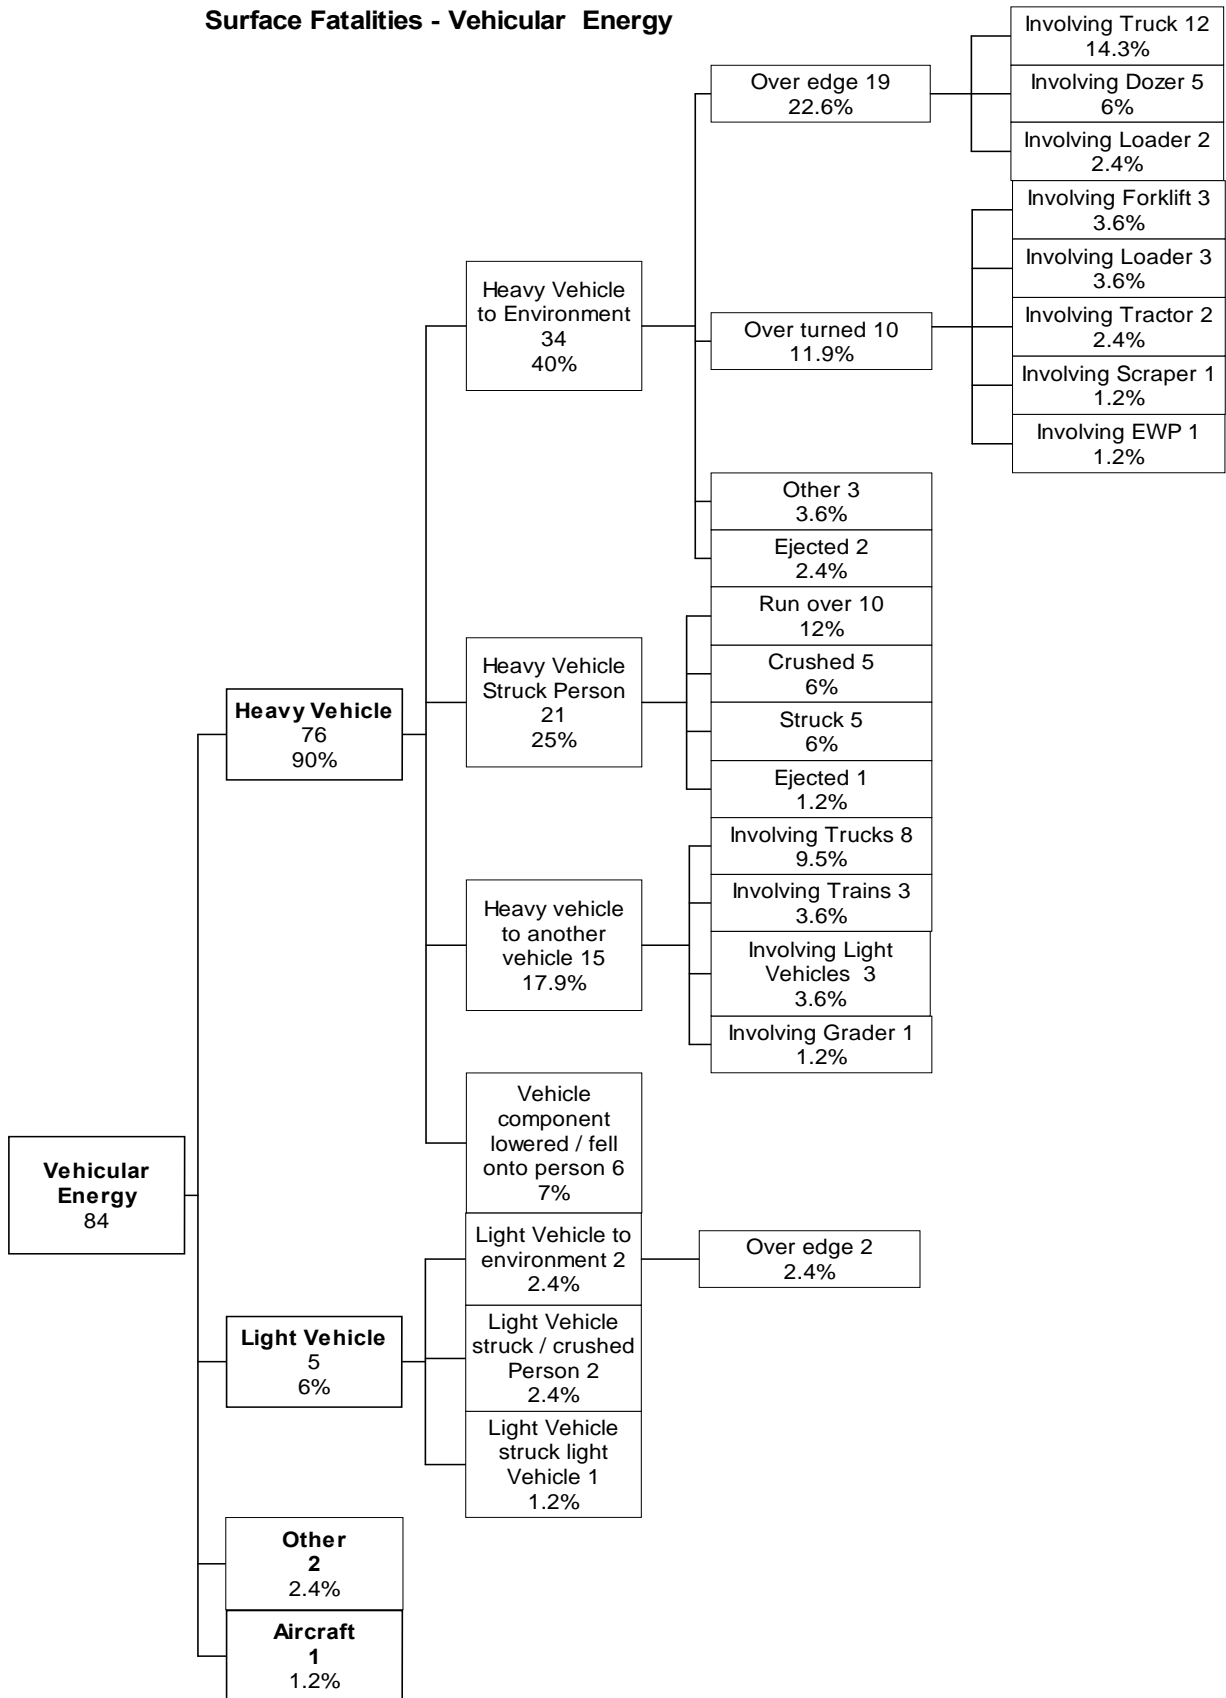 Surface Fatalities - Vehicular Energy
Involving Truck 12
14.3%
Over edge 19
22.6%
Involving Dozer 5
6%
Involving Loader 2
2.4%
Involving Forklift 3
3.6%
Involving Loader 3
3.6%
Heavy Vehicle
to Environment
34
40%
Over turned 10
11.9%
Involving Tractor 2
2.4%
Involving Scraper 1
1.2%
Involving EWP 1
1.2%
Other 3
3.6%
Ejected 2
2.4%
Run over 10
12%
Heavy Vehicle
Struck Person
21
25%
Crushed 5
6%
Struck 5
6%
Ejected 1
1.2%
Heavy Vehicle
76
90%
Involving Trucks 8
9.5%
Involving Trains 3
3.6%
Heavy vehicle
to another
vehicle 15
17.9%
Involving Light
Vehicles 3
3.6%
Involving Grader 1
1.2%
Vehicle
component
lowered / fell
onto person 6
7%
Vehicular
Energy
84
Light Vehicle to
environment 2
2.4%
Over edge 2
2.4%
Light Vehicle
5
6%
Light Vehicle
struck / crushed
Person 2
2.4%
Light Vehicle
struck light
Vehicle 1
1.2%
Other
2
2.4%
Aircraft
1
1.2%